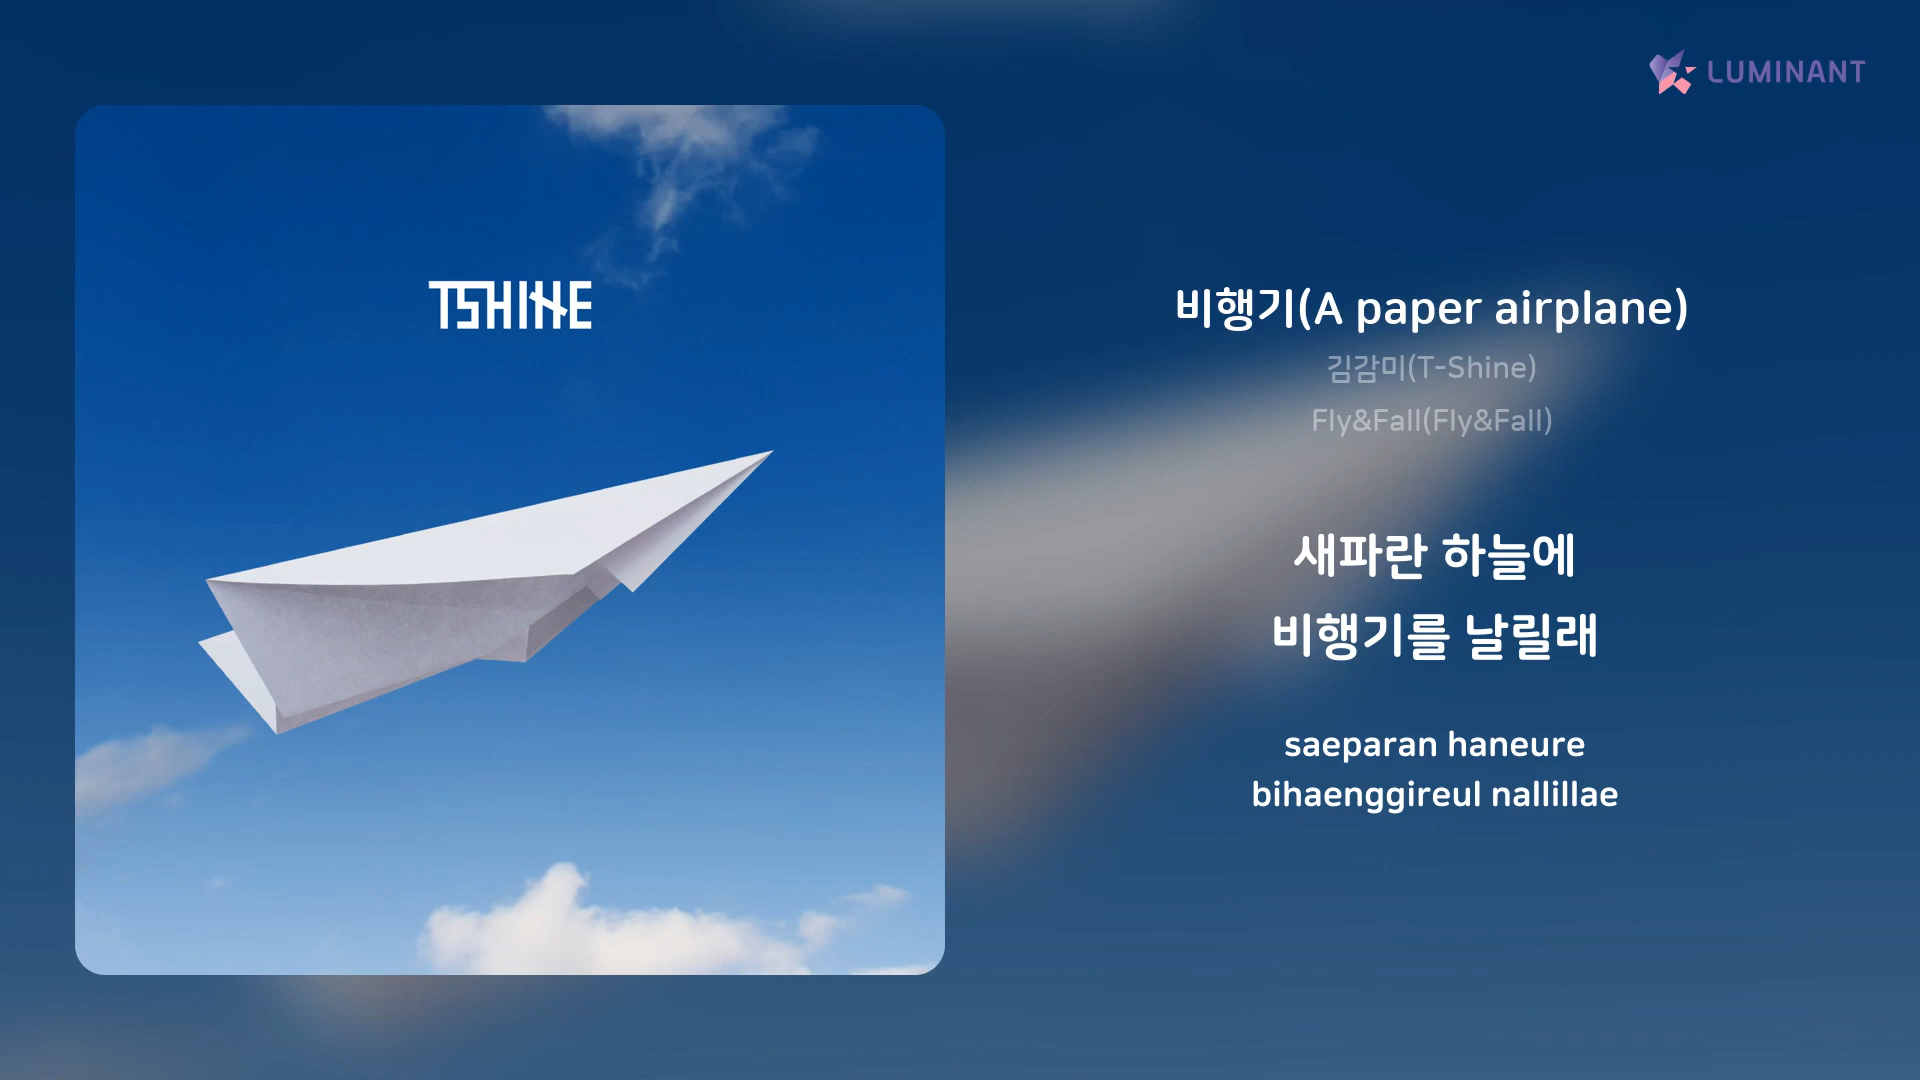 LUMINANT
TSHINE
비행기(A paper airplane)
김감미(T-Shine)
Fly&Fall(Fly&Fall)
새파란 하늘에
비행기를 날릴래
saeparan haneure
bihaenggireul nallillae